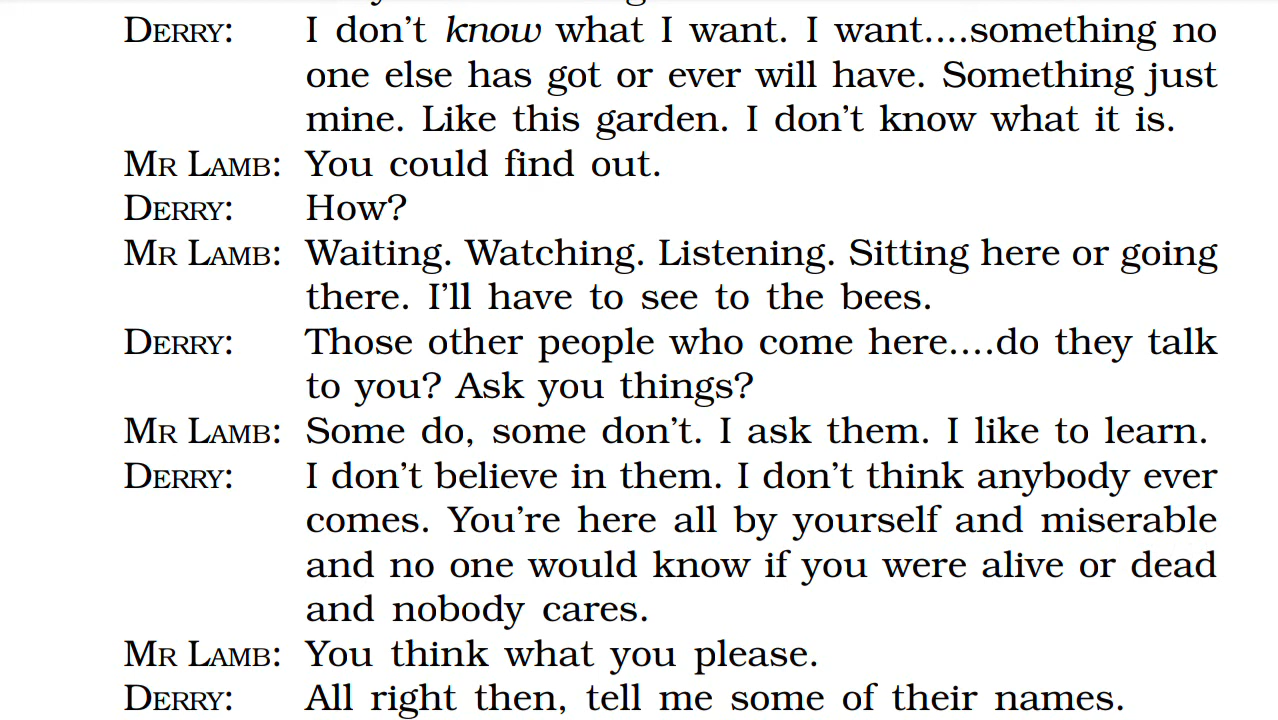 DERRY: I don't know what I want. I want....something no
one else has got or ever will have. Something just
mine. Like this garden. I don't know what it is.
MR LAMB: You could find out.
DERRY: How?
MR LAMB: Waiting. Watching. Listening. Sitting here or going
there. I'll have to see to the bees.
DERRY: Those other people who come here....do they talk
to you? Ask you things?
MR LAMB: Some do, some don't. I ask them. I like to learn.
DERRY: I don't believe in them. I don't think anybody ever
comes. You're here all by yourself and miserable
and no one would know if you were alive or dead
and nobody cares.
MR LAMB: You think what you please.
DERRY: All right then, tell me some of their names.